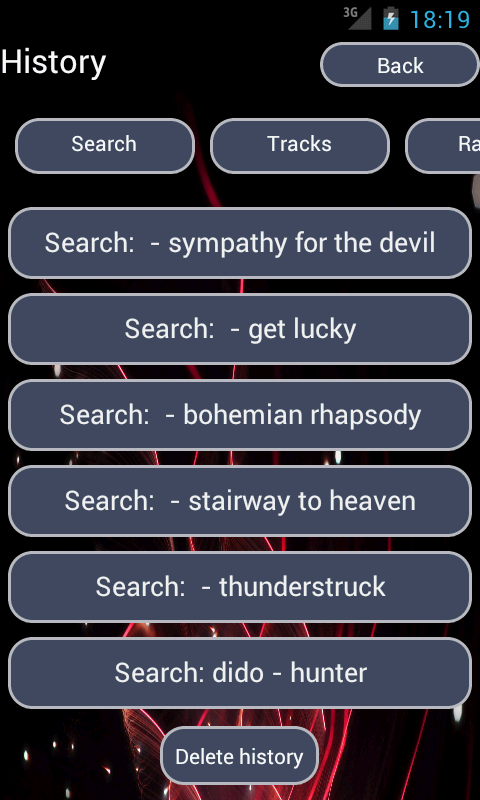 3G 18:19
History
Back
Search
Tracks
Ra
Search:  - sympathy for the devil
Search:  - get lucky
Search:  - bohemian rhapsody
Search:  - stairway to heaven
Search:  - thunderstruck
Search: dido - hunter
Delete history